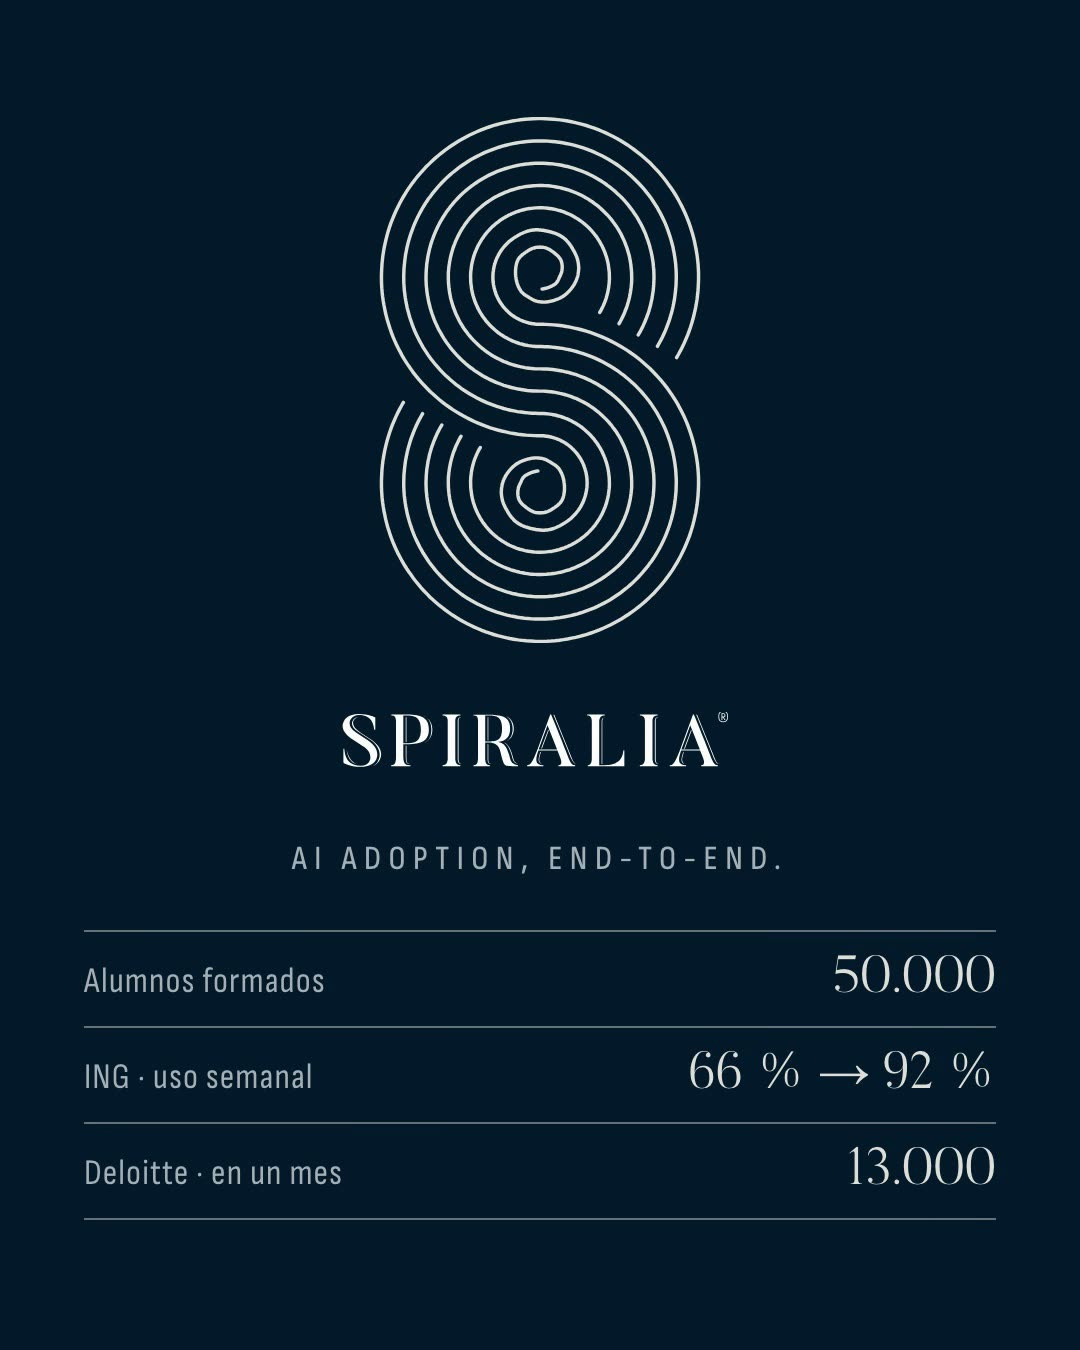 SPIRALIA®
AI ADOPTION, END-TO-END.
Alumnos formados 50.000
ING · uso semanal 66 % → 92 %
Deloitte · en un mes 13.000